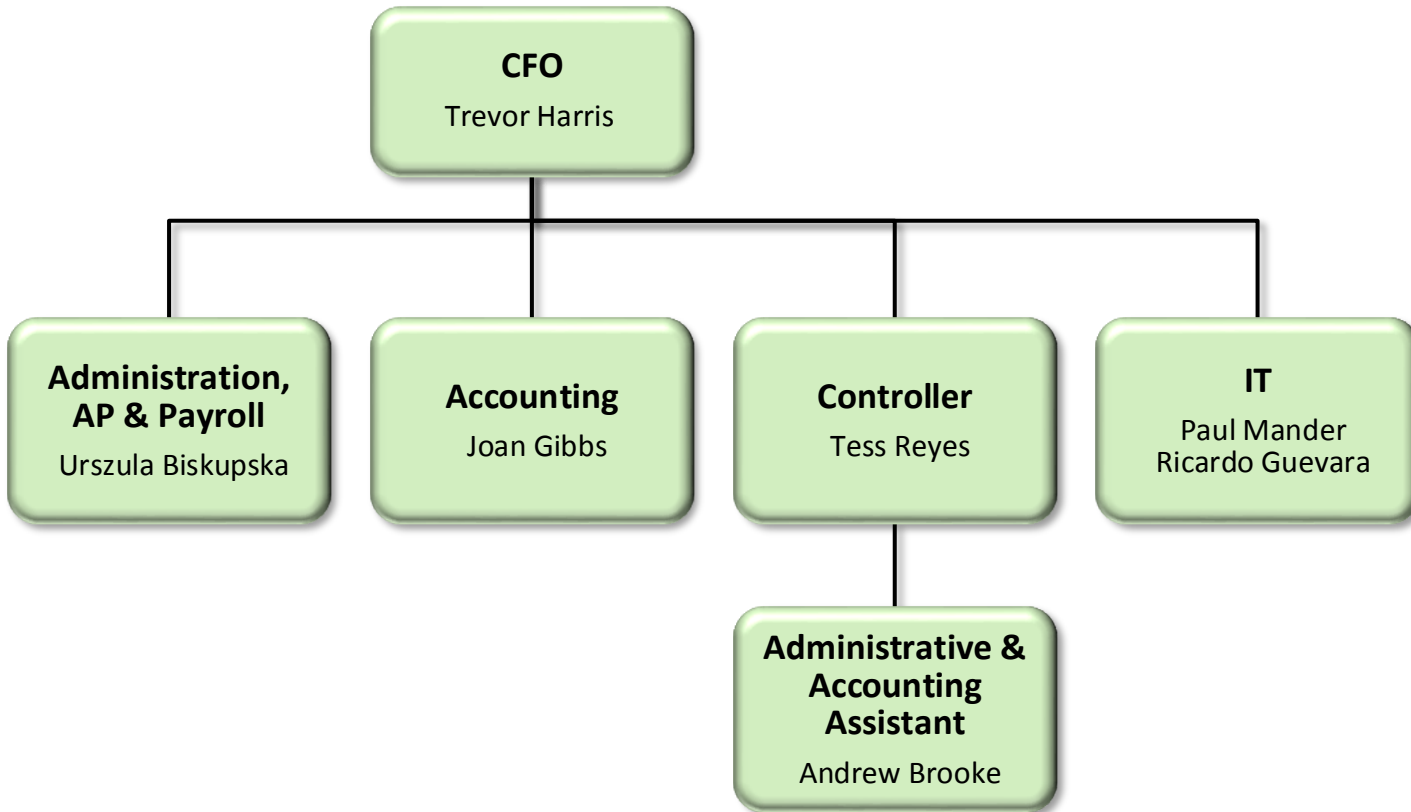 CFO
Trevor Harris
Administration,
AP & Payroll
Urszula Biskupska
Accounting
Joan Gibbs
Controller
Tess Reyes
IT
Paul Mander
Ricardo Guevara
Administrative &
Accounting
Assistant
Andrew Brooke